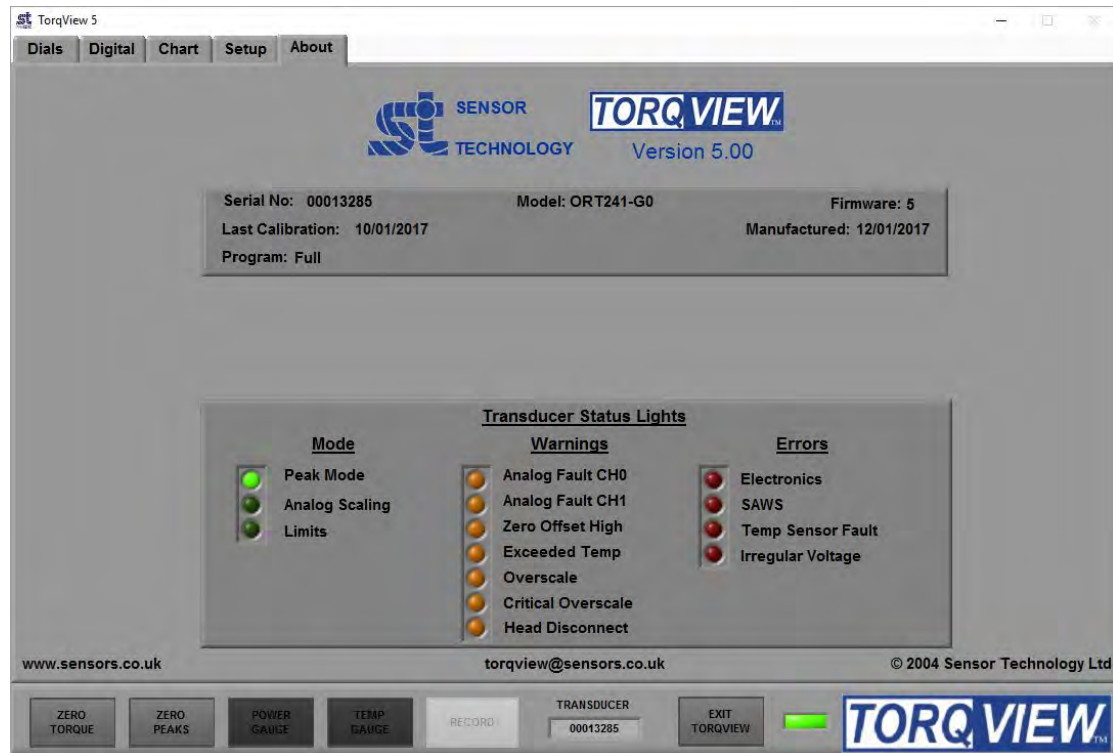 TorqView 5
Dials Digital Chart Setup About
st SENSOR TECHNOLOGY
TORQVIEW TM
Version 5.00
Serial No: 00013285 Model: ORT241-G0 Firmware: 5
Last Calibration: 10/01/2017 Manufactured: 12/01/2017
Program: Full
Transducer Status Lights
Mode
Peak Mode
Analog Scaling
Limits
Warnings
Analog Fault CH0
Analog Fault CH1
Zero Offset High
Exceeded Temp
Overscale
Critical Overscale
Head Disconnect
Errors
Electronics
SAWS
Temp Sensor Fault
Irregular Voltage
www.sensors.co.uk torqview@sensors.co.uk © 2004 Sensor Technology Ltd
ZERO TORQUE
ZERO PEAKS
POWER GAUGE
TEMP GAUGE
RECORD
TRANSDUCER
00013285
EXIT TORQVIEW
TORQVIEW TM